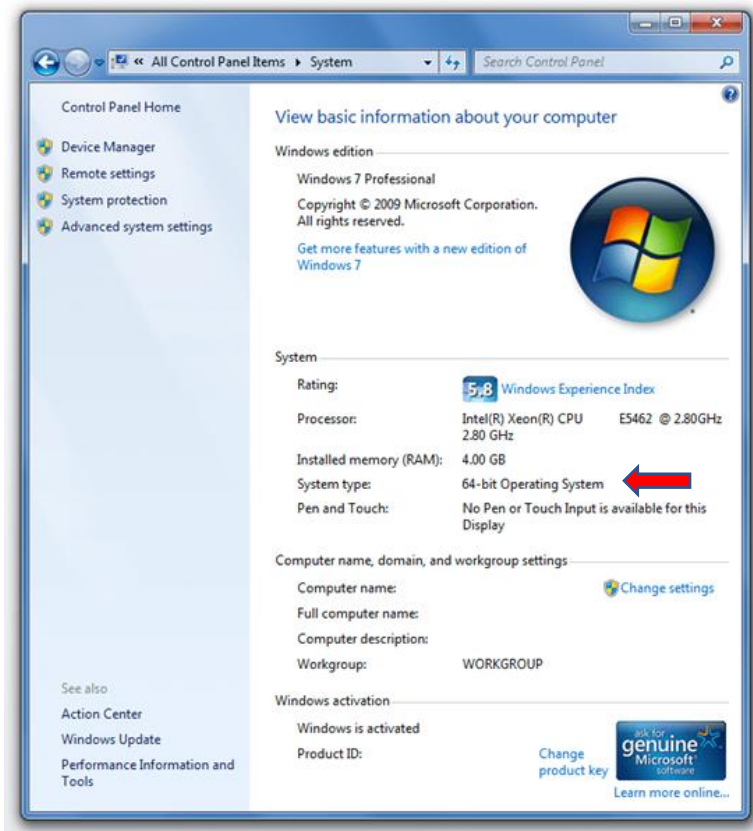 « All Control Panel Items ▸ System
Search Control Panel
Control Panel Home
Device Manager
Remote settings
System protection
Advanced system settings
See also
Action Center
Windows Update
Performance Information and
Tools
View basic information about your computer
Windows edition
Windows 7 Professional
Copyright © 2009 Microsoft Corporation.
All rights reserved.
Get more features with a new edition of
Windows 7
System
Rating:
5,8 Windows Experience Index
Processor:
Intel(R) Xeon(R) CPU E5462 @ 2.80GHz
2.80 GHz
Installed memory (RAM): 4.00 GB
System type: 64-bit Operating System
Pen and Touch: No Pen or Touch Input is available for this
Display
Computer name, domain, and workgroup settings
Computer name:
Change settings
Full computer name:
Computer description:
Workgroup: WORKGROUP
Windows activation
Windows is activated
Product ID:
Change
product key
ask for
genuine
Microsoft
software
Learn more online...